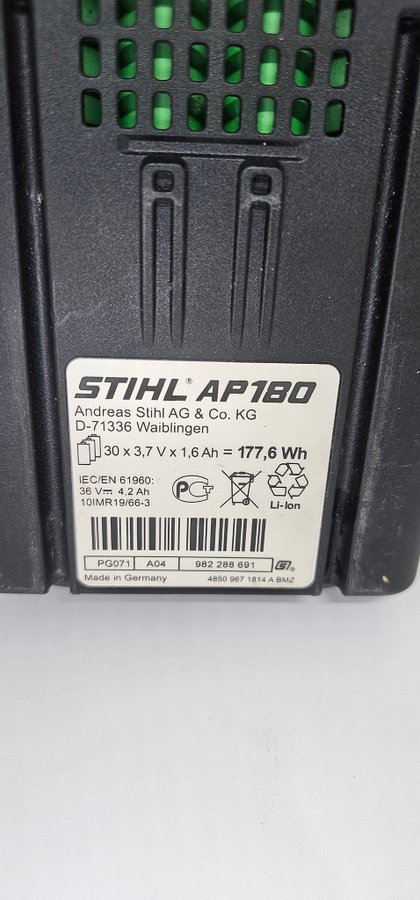 STIHL® AP180
Andreas Stihl AG & Co. KG
D-71336 Waiblingen
30 x 3,7 V x 1,6 Ah = 177,6 Wh
IEC/EN 61960:
36 V⎓ 4,2 Ah
10IMR19/66-3
PG
Li-Ion
PG071 A04 982 288 691
Made in Germany 4850 967 1814 A BMZ